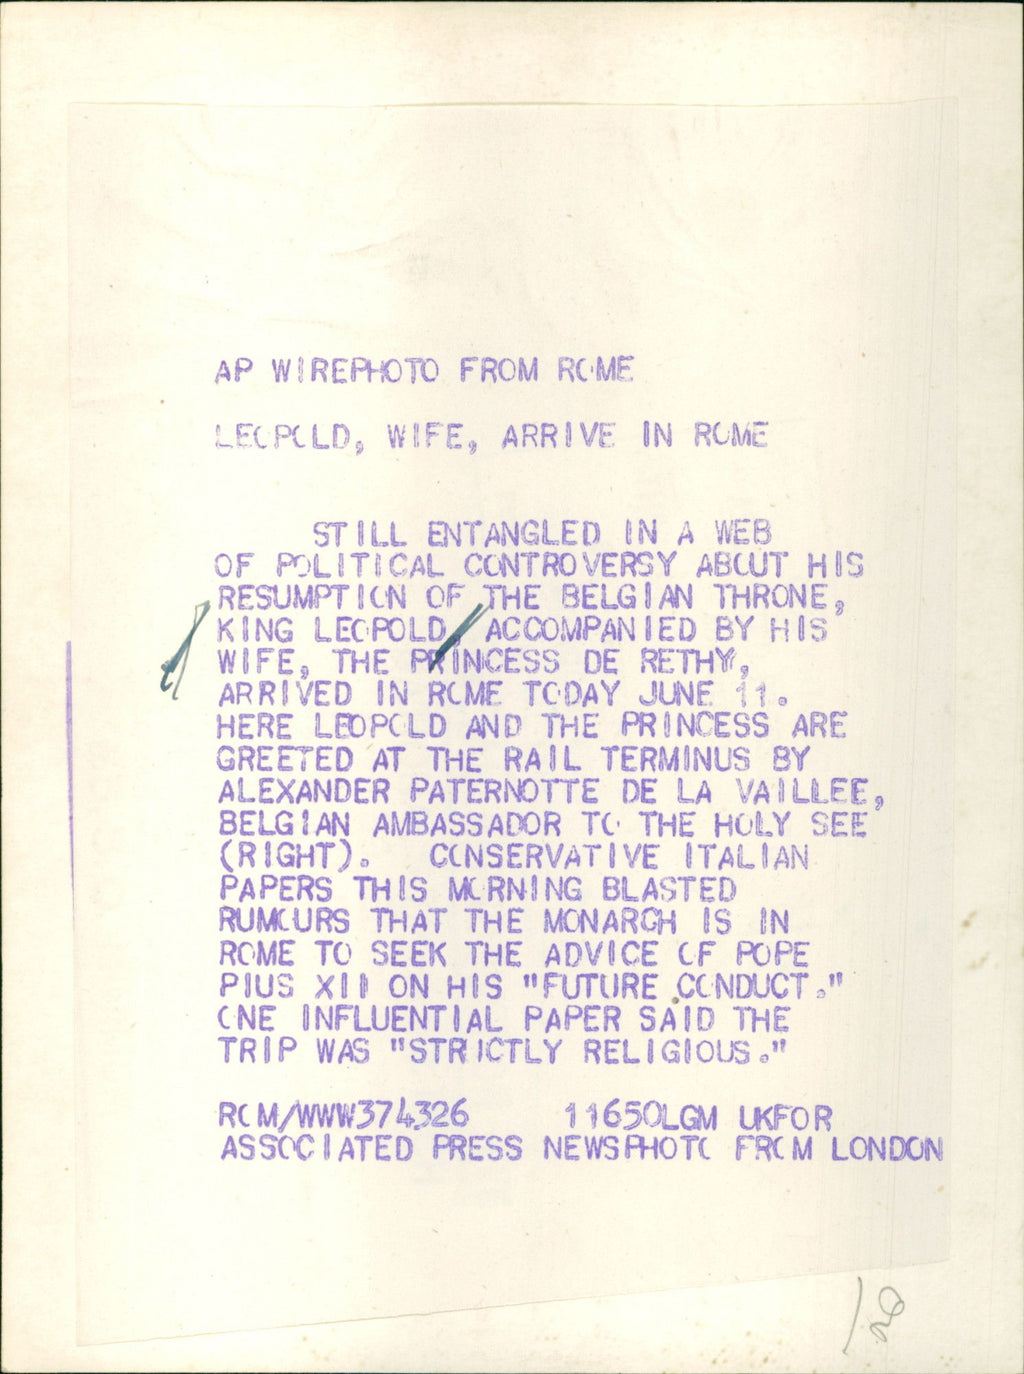 AP WIREPHOTO FROM ROME
LEOPOLD, WIFE, ARRIVE IN ROME
STILL ENTANGLED IN A WEB
OF POLITICAL CONTROVERSY ABOUT HIS
RESUMPTION OF THE BELGIAN THRONE,
KING LEOPOLD, ACCOMPANIED BY HIS
WIFE, THE PRINCESS DE RETHY,
ARRIVED IN ROME TODAY JUNE 11.
HERE LEOPOLD AND THE PRINCESS ARE
GREETED AT THE RAIL TERMINUS BY
ALEXANDER PATERNOTTE DE LA VAILLEE,
BELGIAN AMBASSADOR TO THE HOLY SEE
(RIGHT). CONSERVATIVE ITALIAN
PAPERS THIS MORNING BLASTED
RUMOURS THAT THE MONARCH IS IN
ROME TO SEEK THE ADVICE OF POPE
PIUS XII ON HIS "FUTURE CONDUCT."
ONE INFLUENTIAL PAPER SAID THE
TRIP WAS "STRICTLY RELIGIOUS."
ROM/WWW374326 11650LGM UKFOR
ASSOCIATED PRESS NEWSPHOTO FROM LONDON